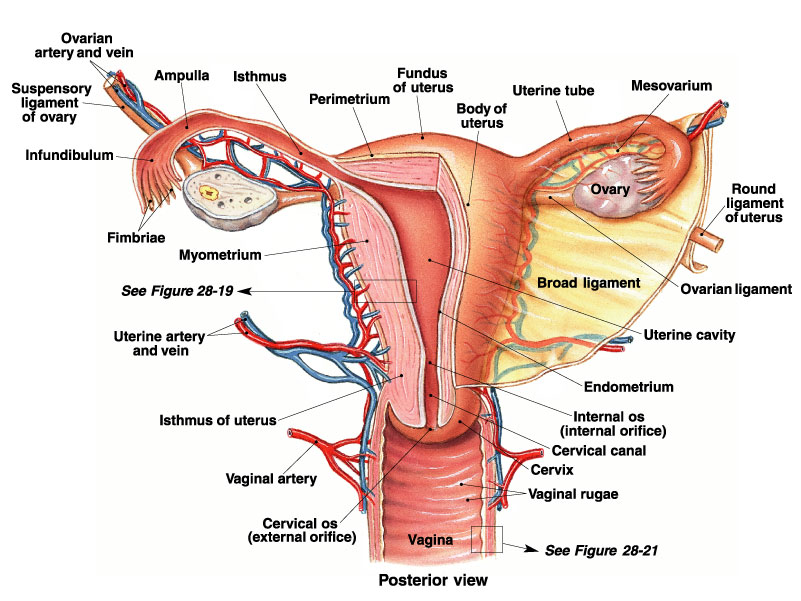 Ovarian
artery and vein
Suspensory
ligament
of ovary
Ampulla
Isthmus
Perimetrium
Fundus
of uterus
Body of
uterus
Uterine tube
Mesovarium
Infundibulum
Ovary
Round
ligament
of uterus
Fimbriae
Myometrium
See Figure 28-19
Broad ligament
Ovarian ligament
Uterine artery
and vein
Uterine cavity
Endometrium
Isthmus of uterus
Internal os
(internal orifice)
Cervical canal
Cervix
Vaginal artery
Vaginal rugae
Cervical os
(external orifice)
Vagina
See Figure 28-21
Posterior view